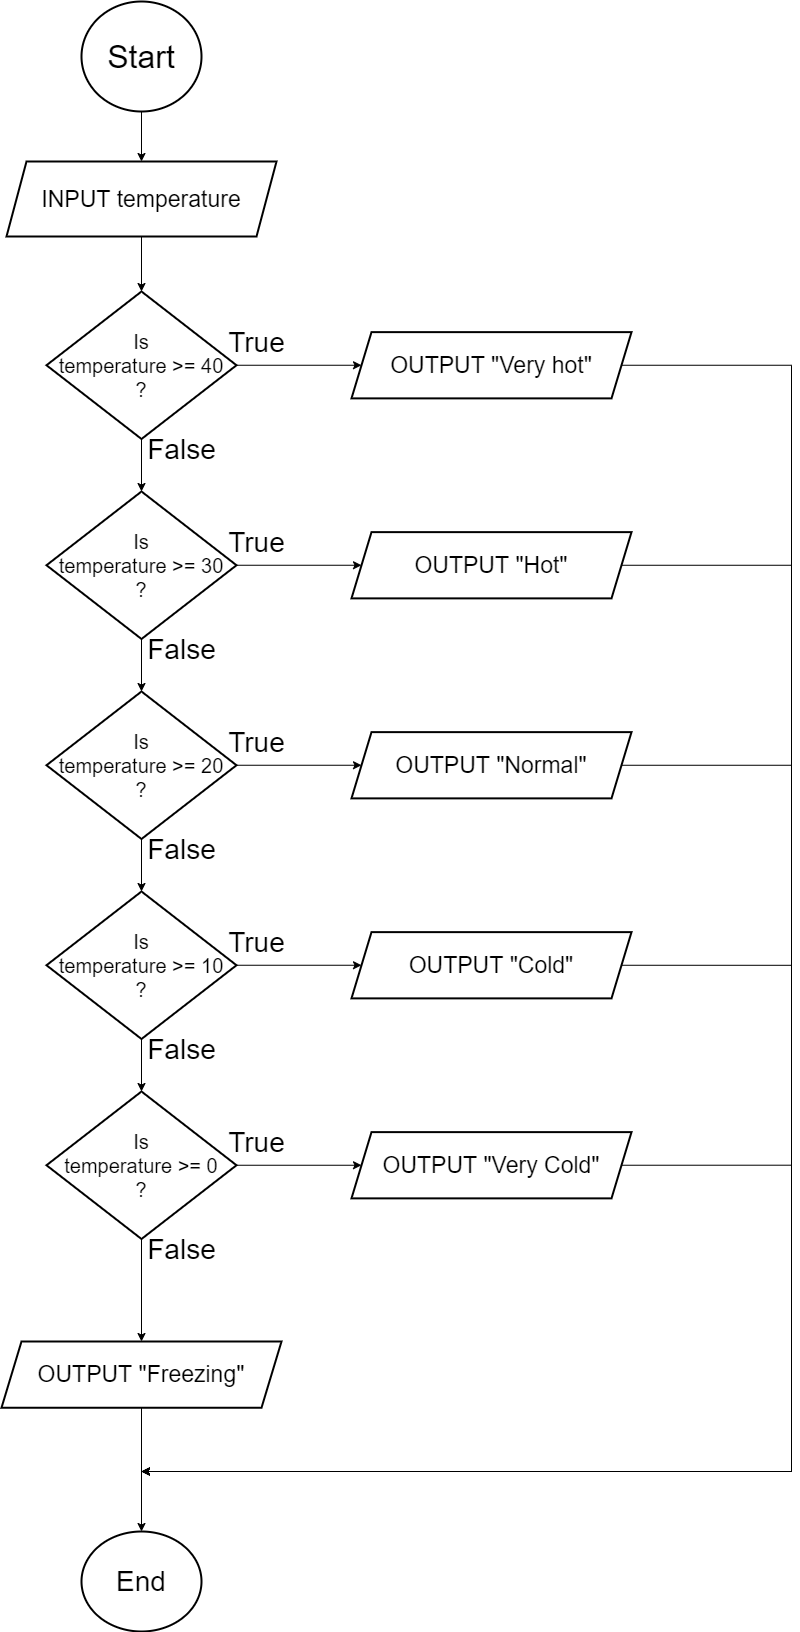 Start
INPUT temperature
Is
temperature >= 40
?
True
OUTPUT "Very hot"
False
Is
temperature >= 30
?
True
OUTPUT "Hot"
False
Is
temperature >= 20
?
True
OUTPUT "Normal"
False
Is
temperature >= 10
?
True
OUTPUT "Cold"
False
Is
temperature >= 0
?
True
OUTPUT "Very Cold"
False
OUTPUT "Freezing"
End